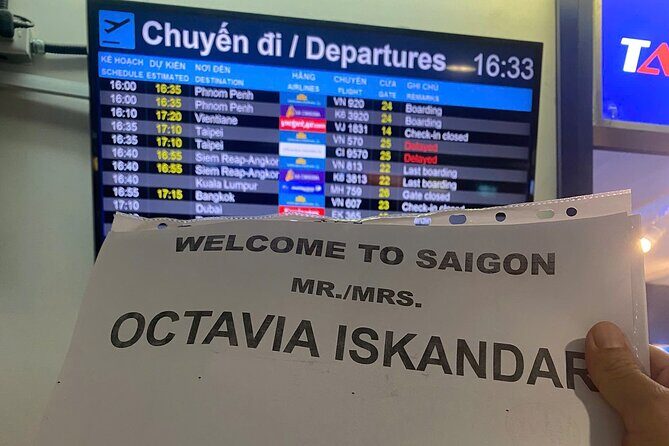 Chuyến đi / Departures 16:33
KẾ HOẠCH DỰ KIẾN NƠI ĐẾN HÃNG CHUYẾN CỬA GHI CHÚ
SCHEDULE ESTIMATED DESTINATION AIRLINES FLIGHT GATE REMARKS
16:00 16:35 Phnom Penh VN 920 24 Boarding
16:00 16:35 Phnom Penh K6 3920 24 Boarding
16:10 17:20 Vientiane VJ 1831 14 Check-in closed
16:35 17:10 Taipei VN 570 25 Delayed
16:35 17:10 Taipei CI 9570 25 Delayed
16:40 16:55 Siem Reap-Angkor VN 813 22 Last boarding
16:40 16:55 Siem Reap-Angkor K6 3813 22 Last boarding
16:40 Kuala Lumpur MH 759 26 Gate closed
16:55 17:15 Bangkok VN 607 23
17:10 Dubai EK 365
WELCOME TO SAIGON
MR./MRS.
OCTAVIA ISKANDAR